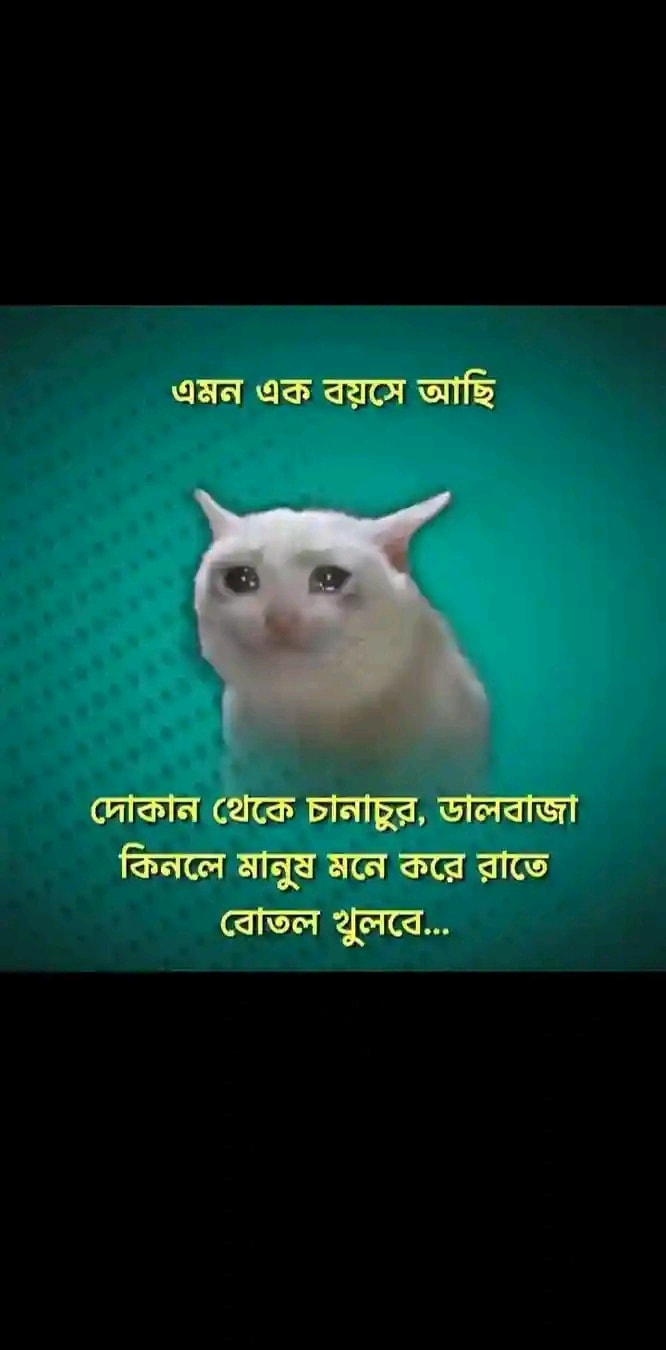 এমন এক বয়সে আছি
দোকান থেকে চানাচুর, ডালবাজা
কিনলে মানুষ মনে করে রাতে
বোতল খুলবে...